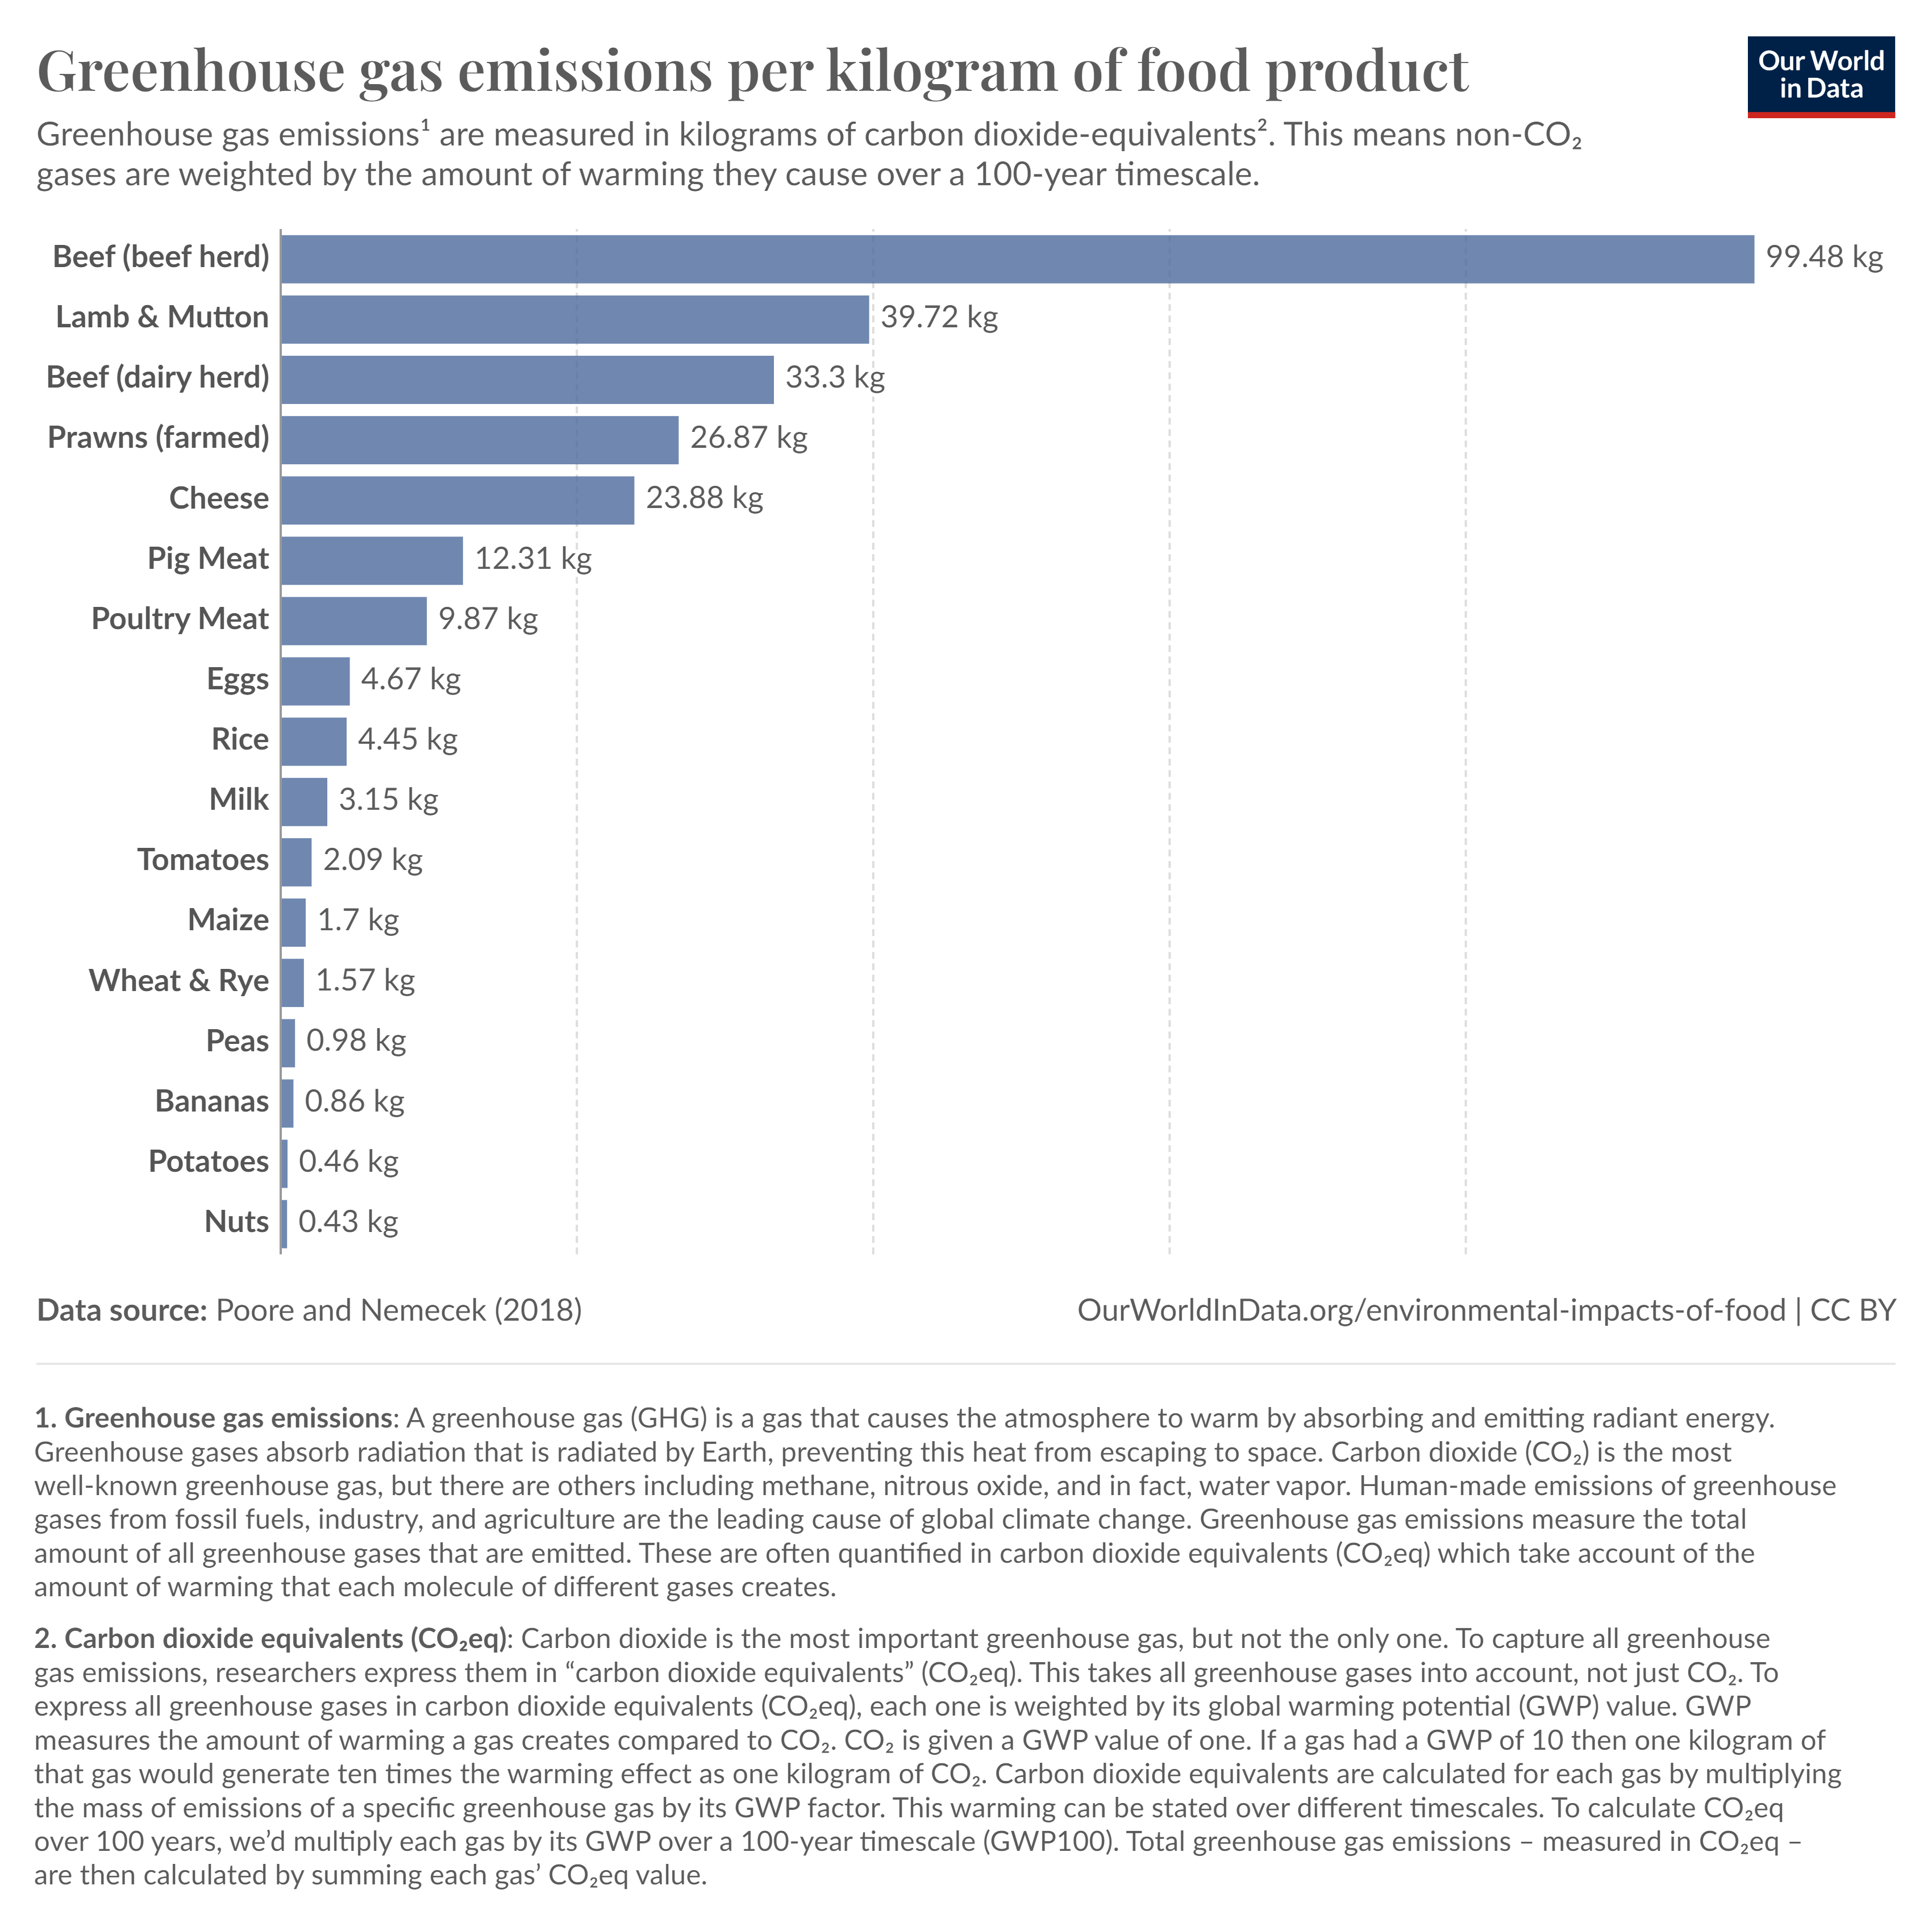 Greenhouse gas emissions per kilogram of food product
Our World
in Data
Greenhouse gas emissions¹ are measured in kilograms of carbon dioxide-equivalents². This means non-CO₂
gases are weighted by the amount of warming they cause over a 100-year timescale.
Beef (beef herd) 99.48 kg
Lamb & Mutton 39.72 kg
Beef (dairy herd) 33.3 kg
Prawns (farmed) 26.87 kg
Cheese 23.88 kg
Pig Meat 12.31 kg
Poultry Meat 9.87 kg
Eggs 4.67 kg
Rice 4.45 kg
Milk 3.15 kg
Tomatoes 2.09 kg
Maize 1.7 kg
Wheat & Rye 1.57 kg
Peas 0.98 kg
Bananas 0.86 kg
Potatoes 0.46 kg
Nuts 0.43 kg
Data source: Poore and Nemecek (2018)
OurWorldInData.org/environmental-impacts-of-food | CC BY
1. Greenhouse gas emissions: A greenhouse gas (GHG) is a gas that causes the atmosphere to warm by absorbing and emitting radiant energy.
Greenhouse gases absorb radiation that is radiated by Earth, preventing this heat from escaping to space. Carbon dioxide (CO₂) is the most
well-known greenhouse gas, but there are others including methane, nitrous oxide, and in fact, water vapor. Human-made emissions of greenhouse
gases from fossil fuels, industry, and agriculture are the leading cause of global climate change. Greenhouse gas emissions measure the total
amount of all greenhouse gases that are emitted. These are often quantified in carbon dioxide equivalents (CO₂eq) which take account of the
amount of warming that each molecule of different gases creates.
2. Carbon dioxide equivalents (CO₂eq): Carbon dioxide is the most important greenhouse gas, but not the only one. To capture all greenhouse
gas emissions, researchers express them in “carbon dioxide equivalents” (CO₂eq). This takes all greenhouse gases into account, not just CO₂. To
express all greenhouse gases in carbon dioxide equivalents (CO₂eq), each one is weighted by its global warming potential (GWP) value. GWP
measures the amount of warming a gas creates compared to CO₂. CO₂ is given a GWP value of one. If a gas had a GWP of 10 then one kilogram of
that gas would generate ten times the warming effect as one kilogram of CO₂. Carbon dioxide equivalents are calculated for each gas by multiplying
the mass of emissions of a specific greenhouse gas by its GWP factor. This warming can be stated over different timescales. To calculate CO₂eq
over 100 years, we’d multiply each gas by its GWP over a 100-year timescale (GWP100). Total greenhouse gas emissions – measured in CO₂eq –
are then calculated by summing each gas’ CO₂eq value.